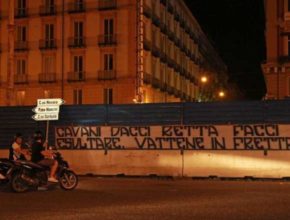 CAVANI DACCI RETTA FACCI
ESULTARE.. VATTENE IN FRETTA